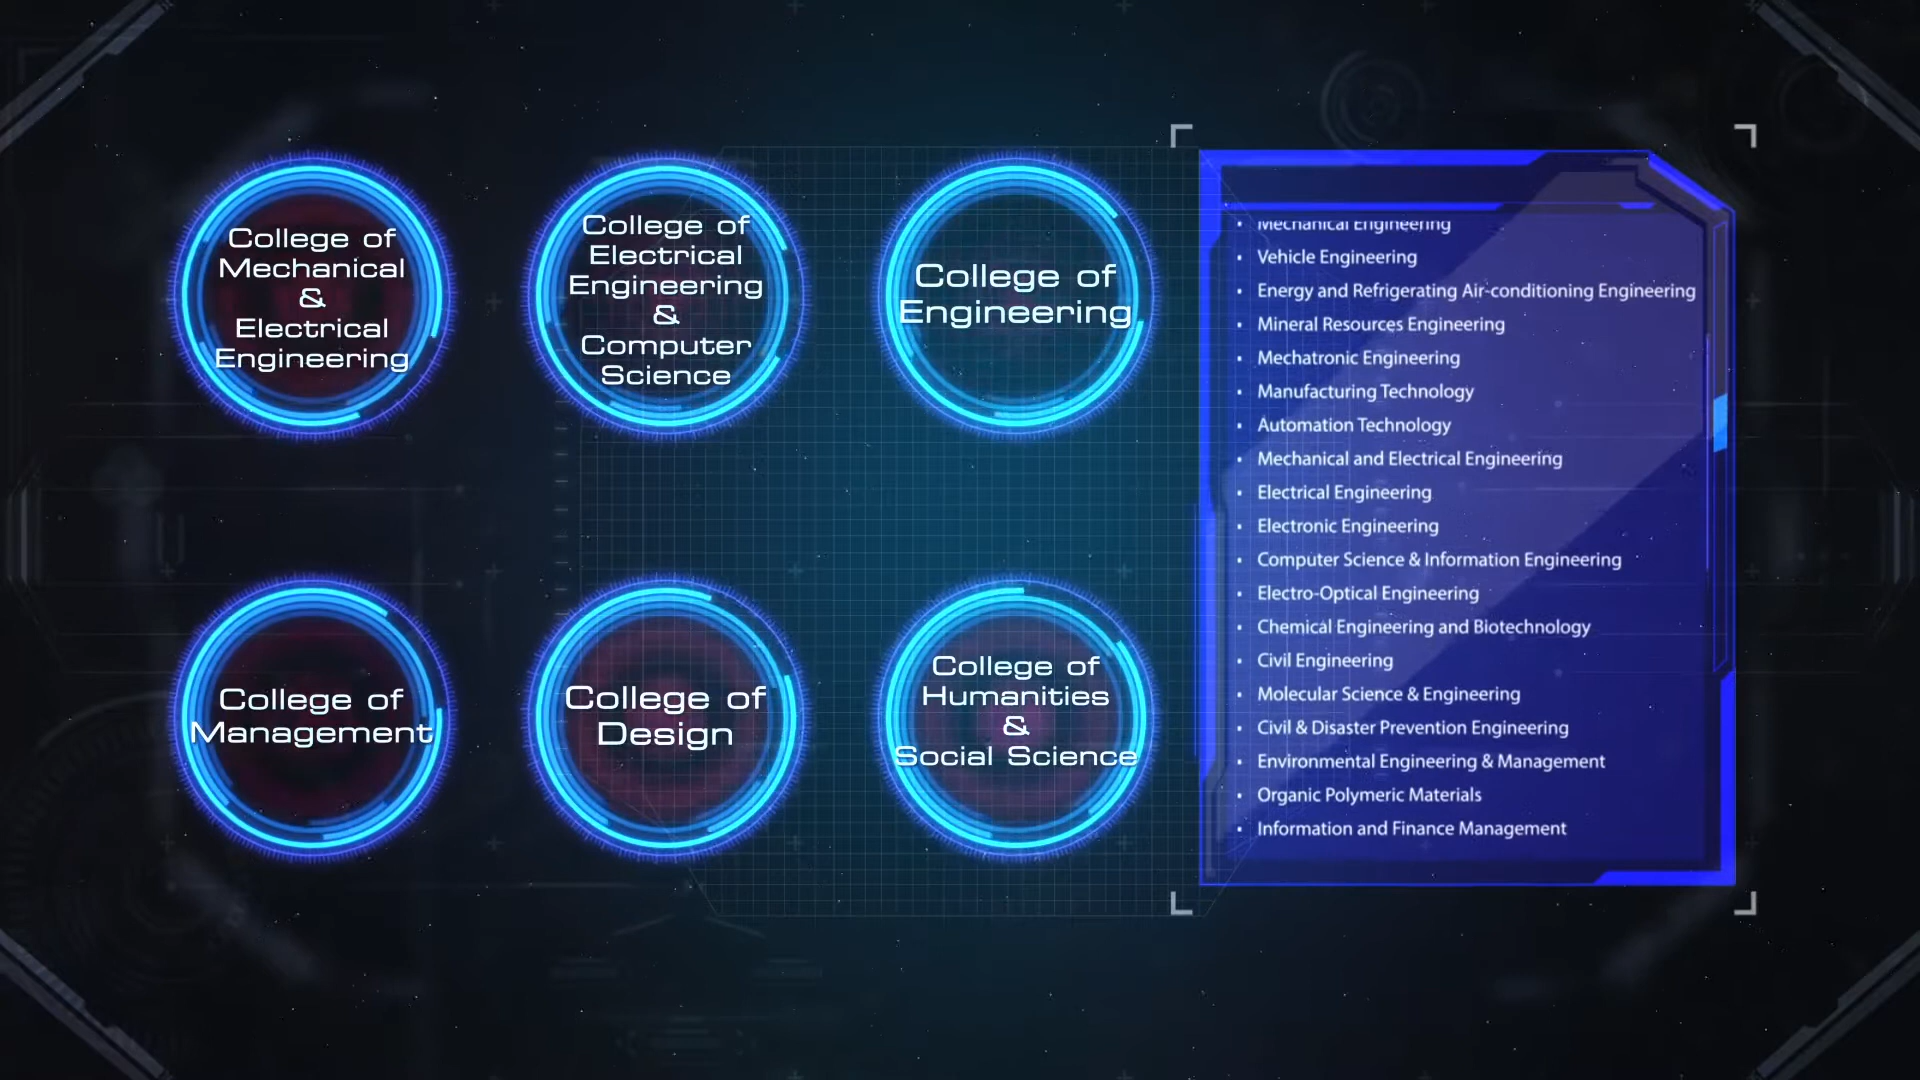 College of
Mechanical
&
Electrical
Engineering
College of
Electrical
Engineering
&
Computer
Science
College of
Engineering
College of
Management
College of
Design
College of
Humanities
&
Social Science
• Mechanical Engineering
• Vehicle Engineering
• Energy and Refrigerating Air-conditioning Engineering
• Mineral Resources Engineering
• Mechatronic Engineering
• Manufacturing Technology
• Automation Technology
• Mechanical and Electrical Engineering
• Electrical Engineering
• Electronic Engineering
• Computer Science & Information Engineering
• Electro-Optical Engineering
• Chemical Engineering and Biotechnology
• Civil Engineering
• Molecular Science & Engineering
• Civil & Disaster Prevention Engineering
• Environmental Engineering & Management
• Organic Polymeric Materials
• Information and Finance Management